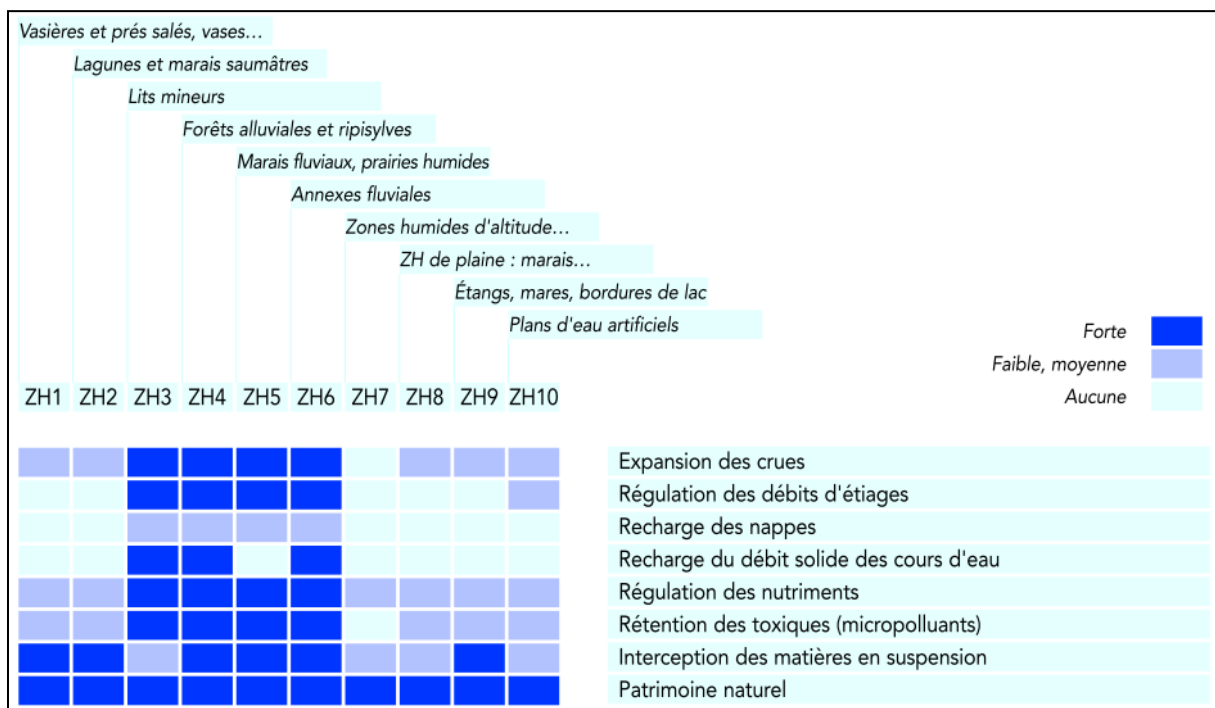 Vasières et prés salés, vases…
Lagunes et marais saumâtres
Lits mineurs
Forêts alluviales et ripisylves
Marais fluviaux, prairies humides
Annexes fluviales
Zones humides d'altitude…
ZH de plaine : marais…
Étangs, mares, bordures de lac
Plans d'eau artificiels
Forte
Faible, moyenne
Aucune
ZH1 ZH2 ZH3 ZH4 ZH5 ZH6 ZH7 ZH8 ZH9 ZH10
Expansion des crues
Régulation des débits d'étiages
Recharge des nappes
Recharge du débit solide des cours d'eau
Régulation des nutriments
Rétention des toxiques (micropolluants)
Interception des matières en suspension
Patrimoine naturel